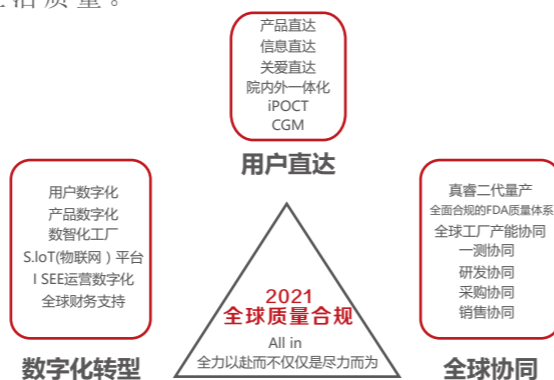 产品直达
信息直达
关爱直达
院内外一体化
iPOCT
CGM
用户直达
用户数字化
产品数字化
数智化工厂
S.IoT(物联网）平台
I SEE运营数字化
全球财务支持
数字化转型
2021
全球质量合规
All in
全力以赴而不仅仅是尽力而为
真睿二代量产
全面合规的FDA质量体系
全球工厂产能协同
一测协同
研发协同
采购协同
销售协同
全球协同